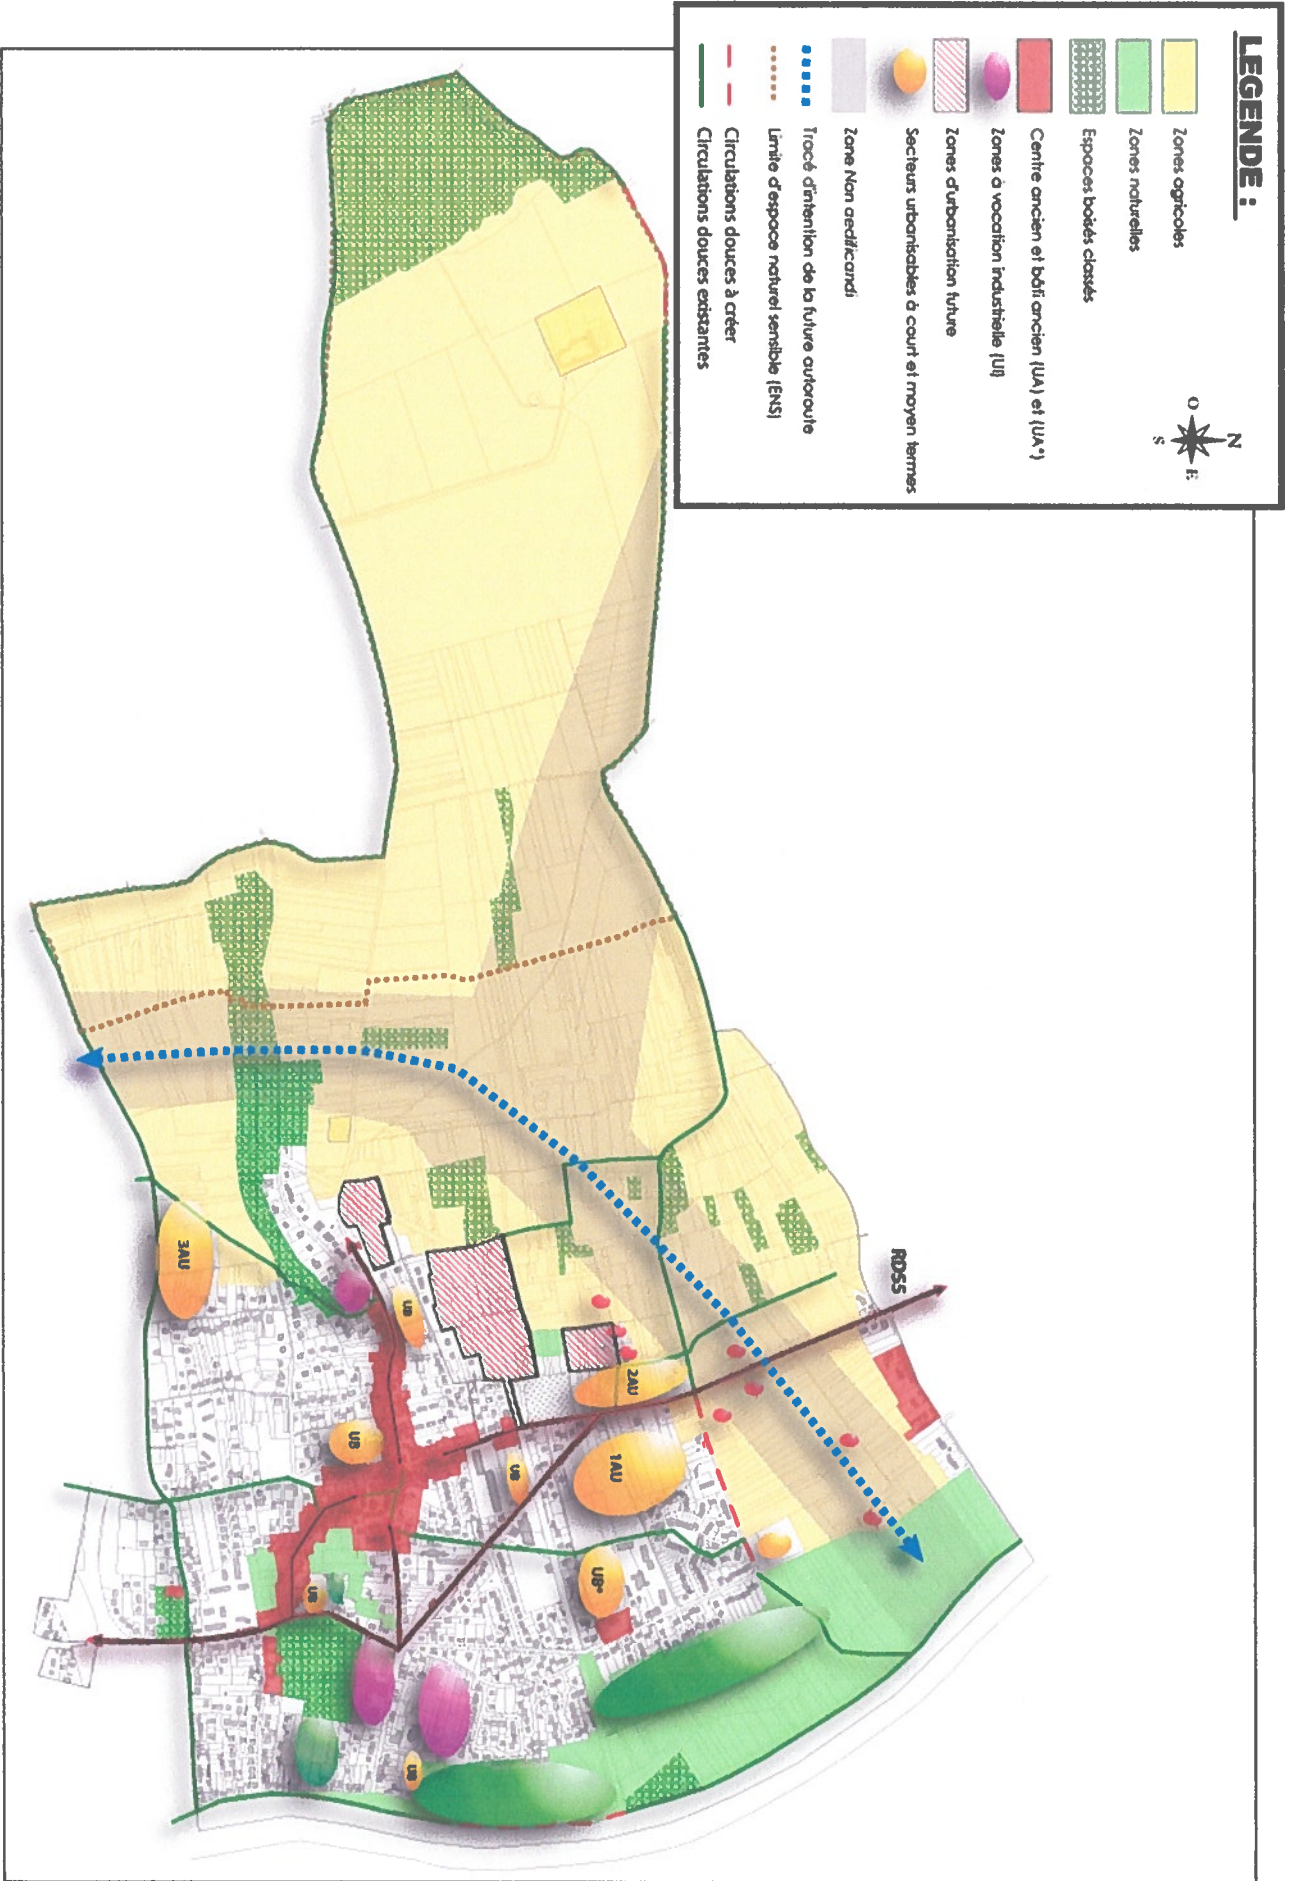 LEGENDE :
N
O
E
S
Zones agricoles
Zones naturelles
Espaces boisés classés
Centre ancien et bâti ancien (UA) et (UA*)
Zones à vocation industrielle (UI)
Zones d'urbanisation future
Secteurs urbanisables à court et moyen termes
Zone Non aedificandi
Tracé d'intention de la future autoroute
Limite d'espace naturel sensible (ENS)
Circulations douces à créer
Circulations douces existantes
RD55
2AU
1AU
UB*
UB
UB
UB
UB
UB
3AU